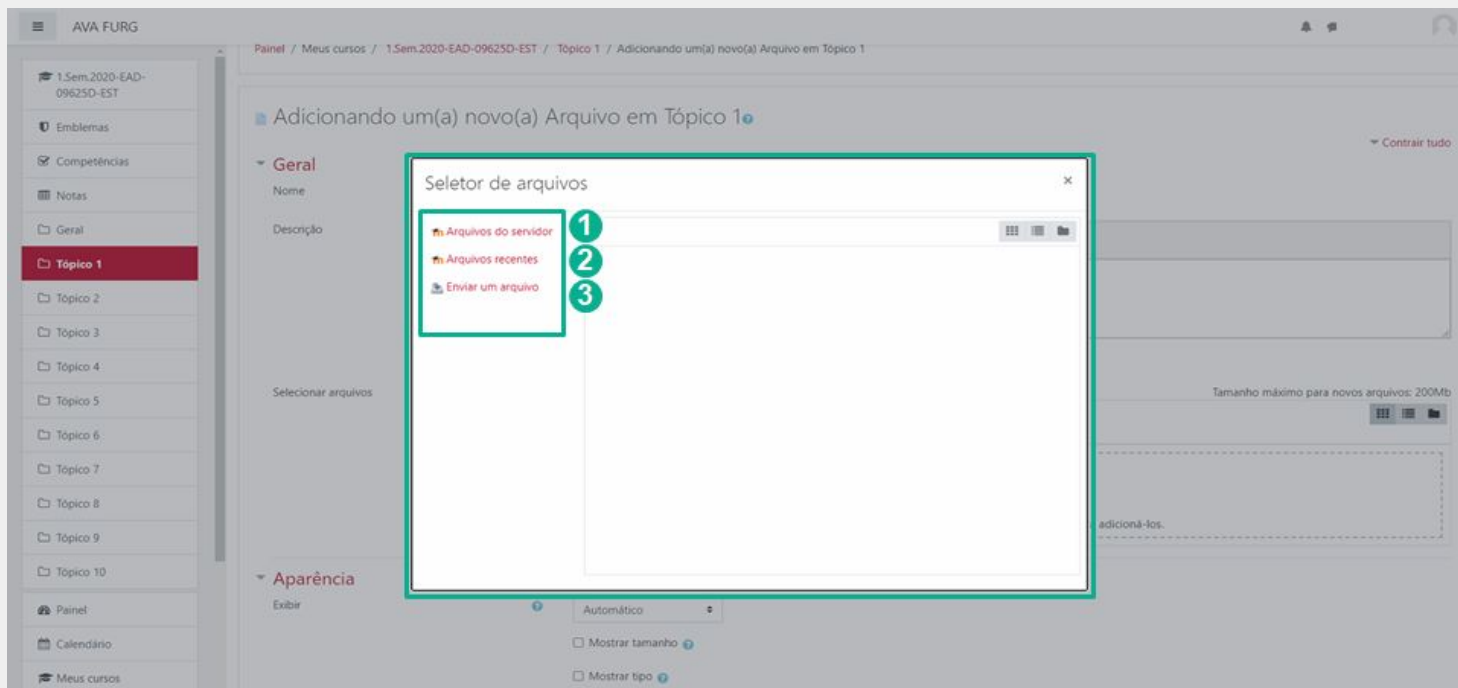 AVA FURG
Painel / Meus cursos / 1.Sem.2020-EAD-09625D-EST / Tópico 1 / Adicionando um(a) novo(a) Arquivo em Tópico 1
1.Sem.2020-EAD-
09625D-EST
Emblemas
Competências
Notas
Geral
Tópico 1
Tópico 2
Tópico 3
Tópico 4
Tópico 5
Tópico 6
Tópico 7
Tópico 8
Tópico 9
Tópico 10
Painel
Calendário
Meus cursos
Adicionando um(a) novo(a) Arquivo em Tópico 1
Contrair tudo
Geral
Nome
Descrição
Seletor de arquivos
×
Arquivos do servidor 1
Arquivos recentes 2
Enviar um arquivo 3
Selecionar arquivos
Tamanho máximo para novos arquivos: 200Mb
adicioná-los.
Aparência
Exibir
Automático
Mostrar tamanho
Mostrar tipo